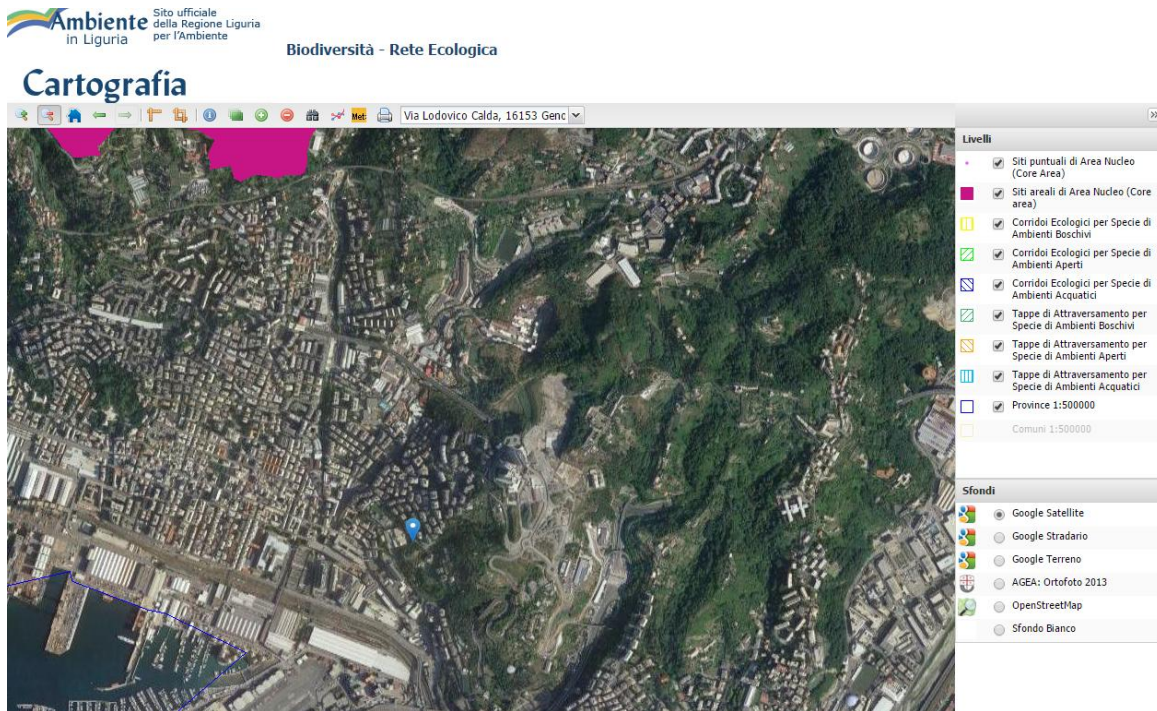 Ambiente
in Liguria
Sito ufficiale
della Regione Liguria
per l'Ambiente
Biodiversità - Rete Ecologica
Cartografia
Met
Via Lodovico Calda, 16153 Genc
Livelli
Siti puntuali di Area Nucleo
(Core Area)
Siti areali di Area Nucleo (Core
area)
Corridoi Ecologici per Specie di
Ambienti Boschivi
Corridoi Ecologici per Specie di
Ambienti Aperti
Corridoi Ecologici per Specie di
Ambienti Acquatici
Tappe di Attraversamento per
Specie di Ambienti Boschivi
Tappe di Attraversamento per
Specie di Ambienti Aperti
Tappe di Attraversamento per
Specie di Ambienti Acquatici
Province 1:500000
Comuni 1:500000
Sfondi
Google Satellite
Google Stradario
Google Terreno
AGEA: Ortofoto 2013
OpenStreetMap
Sfondo Bianco